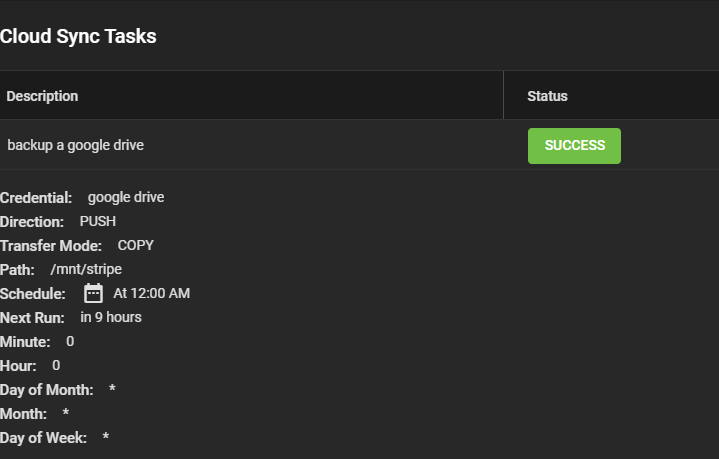 Cloud Sync Tasks
Description Status
backup a google drive SUCCESS
Credential: google drive
Direction: PUSH
Transfer Mode: COPY
Path: /mnt/stripe
Schedule: At 12:00 AM
Next Run: in 9 hours
Minute: 0
Hour: 0
Day of Month: *
Month: *
Day of Week: *